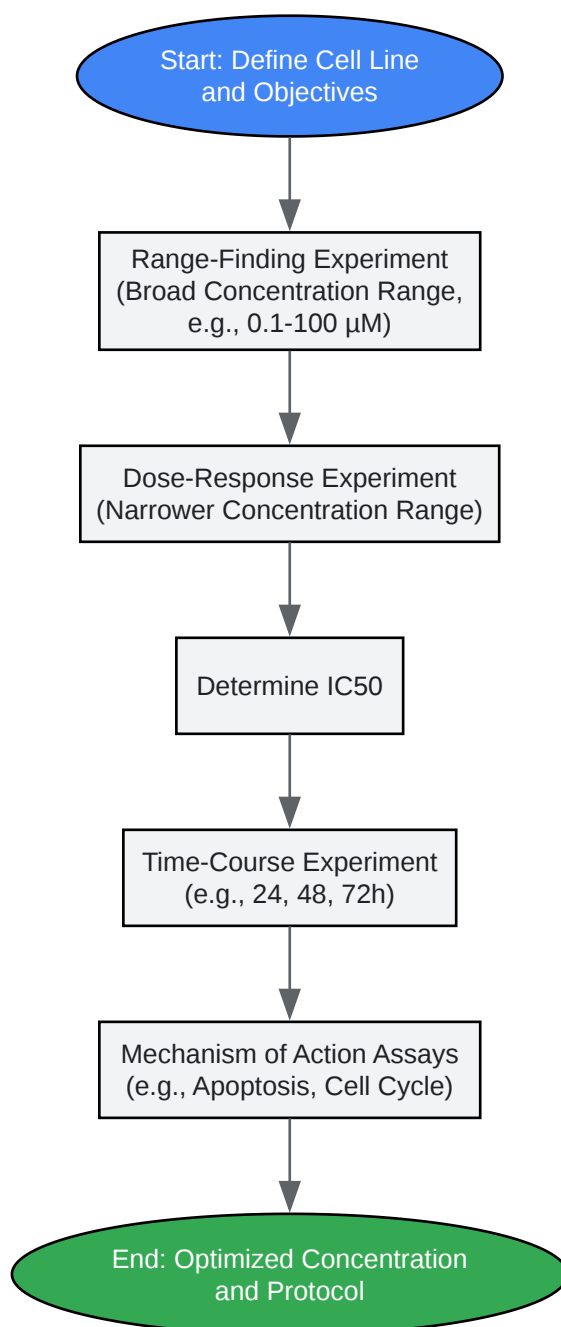 Start: Define Cell Line
and Objectives
Range-Finding Experiment
(Broad Concentration Range,
e.g., 0.1-100 µM)
Dose-Response Experiment
(Narrower Concentration Range)
Determine IC50
Time-Course Experiment
(e.g., 24, 48, 72h)
Mechanism of Action Assays
(e.g., Apoptosis, Cell Cycle)
End: Optimized Concentration
and Protocol